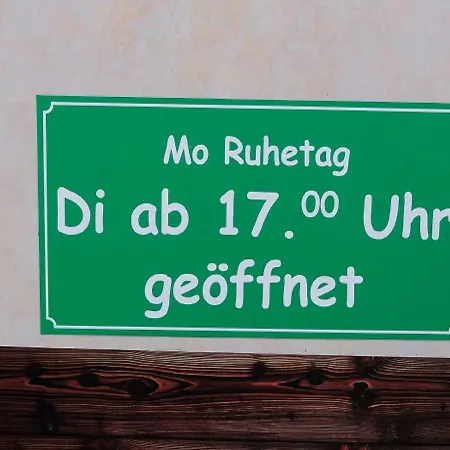 Mo Ruhetag
Di ab 17.⁰⁰ Uhr
geöffnet